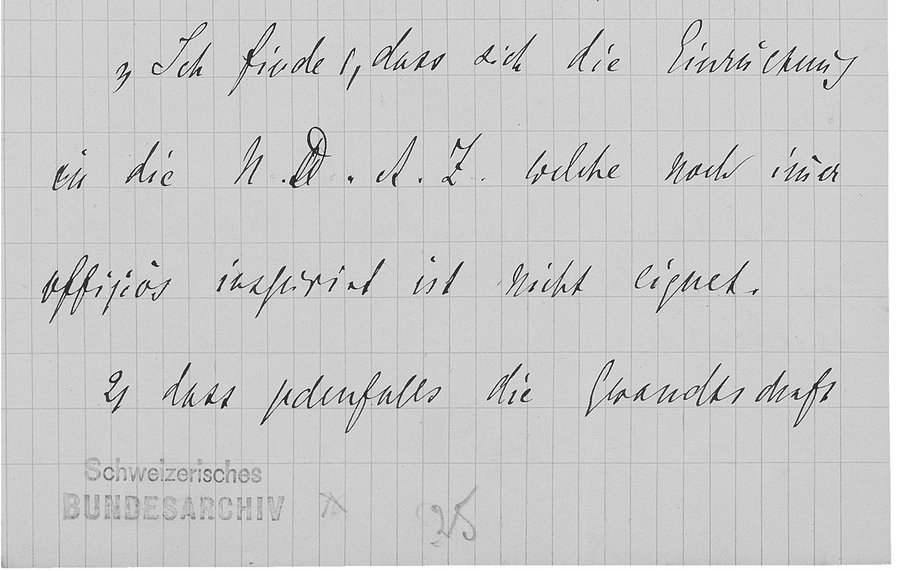 Ich finde 1, dass sich die Einrückung
in die N.D.A.Z. welche noch immer
offiziös inspiriert ist nicht eignet.
2, dass jedenfalls die Gesandtschaft
Schweizerisches
BUNDESARCHIV
25